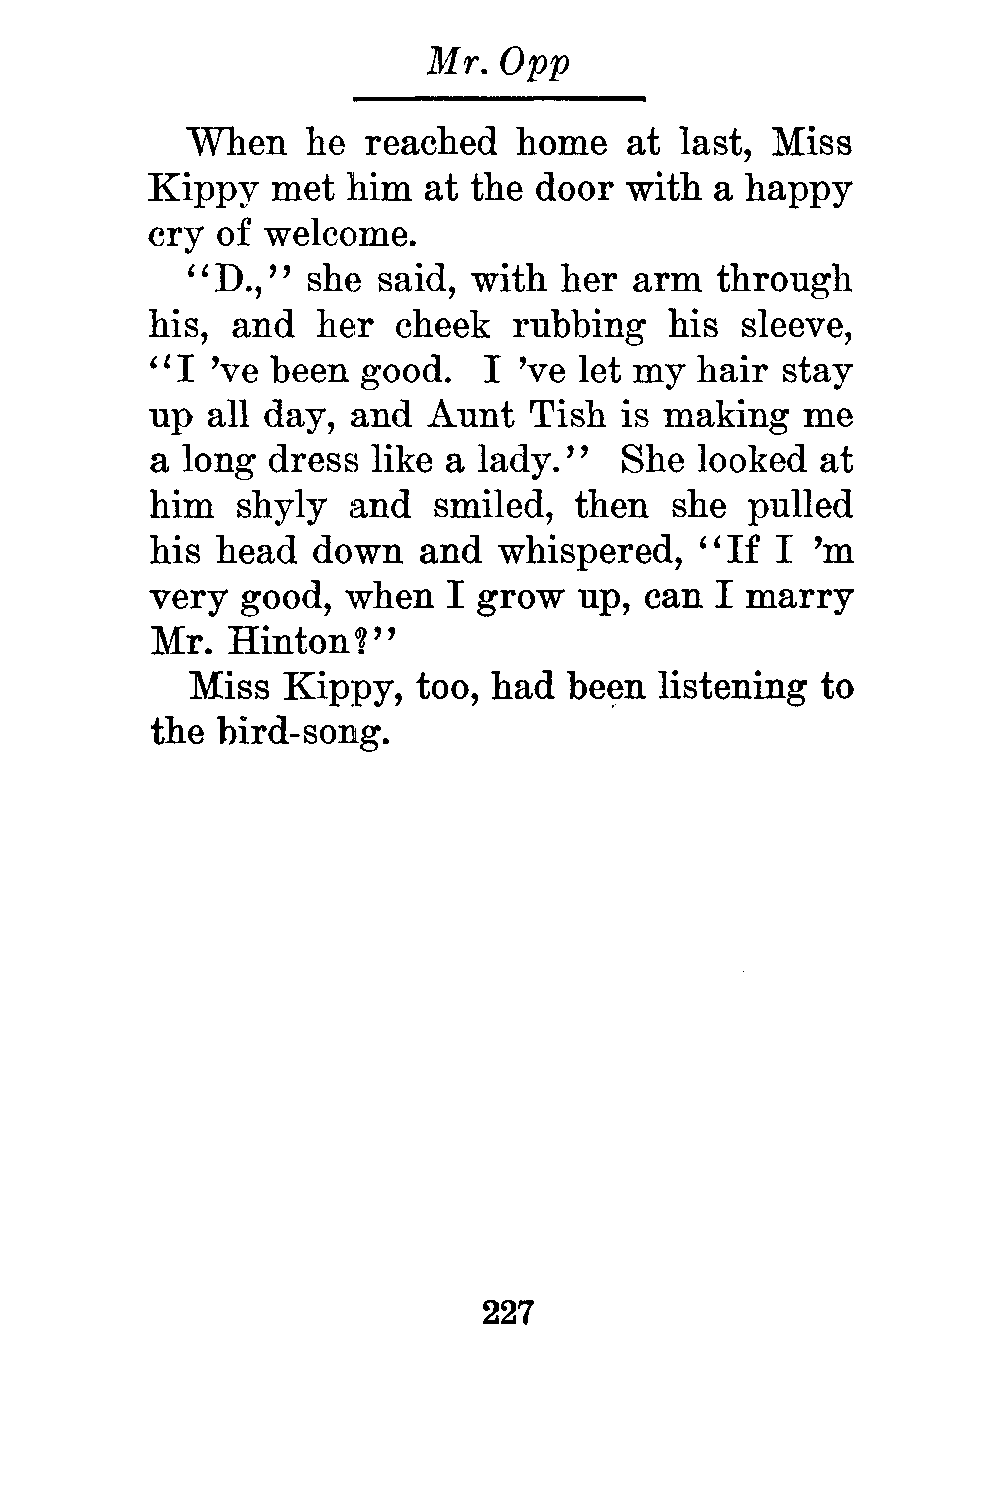 Mr. Opp
When he reached home at last, Miss
Kippy met him at the door with a happy
cry of welcome.
"D.," she said, with her arm through
his, and her cheek rubbing his sleeve,
"I 've been good. I 've let my hair stay
up all day, and Aunt Tish is making me
a long dress like a lady." She looked at
him shyly and smiled, then she pulled
his head down and whispered, "If I 'm
very good, when I grow up, can I marry
Mr. Hinton?"
Miss Kippy, too, had been listening to
the bird-song.
227